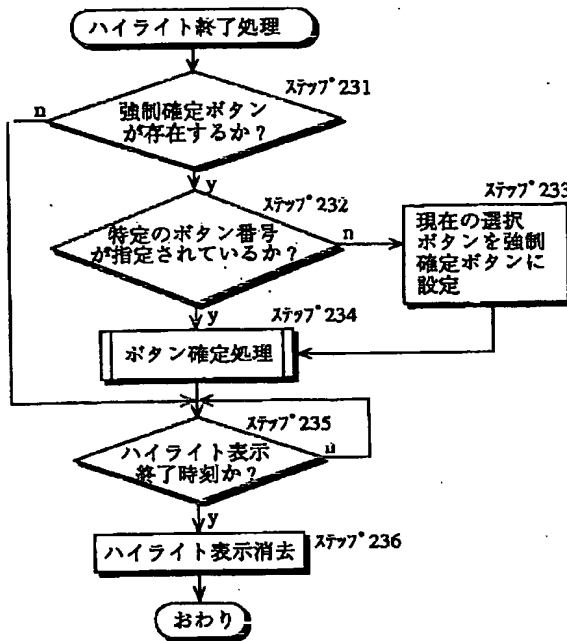 ハイライト終了処理
ステップ231
n
強制確定ボタン
が存在するか?
y
ステップ232
特定のボタン番号
が指定されているか?
n
ステップ233
現在の選択
ボタンを強制
確定ボタンに
設定
y
ステップ234
ボタン確定処理
ステップ235
ハイライト表示
終了時刻か?
n
y
ステップ236
ハイライト表示消去
おわり